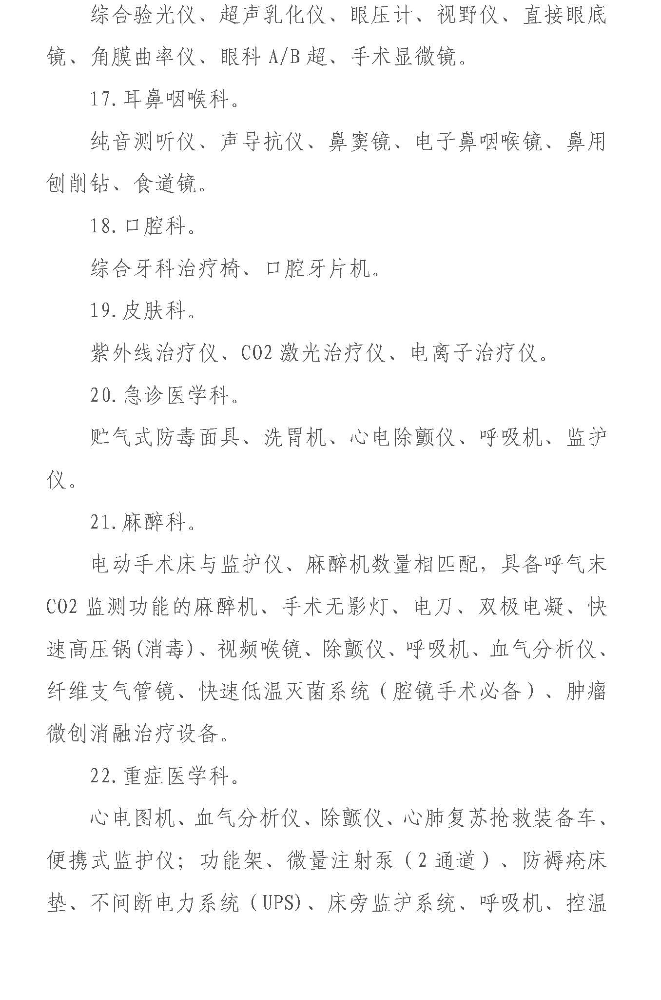 综合验光仪、超声乳化仪、眼压计、视野仪、直接眼底
镜、角膜曲率仪、眼科 A/B 超、手术显微镜。
17.耳鼻咽喉科。
纯音测听仪、声导抗仪、鼻窦镜、电子鼻咽喉镜、鼻用
刨削钻、食道镜。
18.口腔科。
综合牙科治疗椅、口腔牙片机。
19.皮肤科。
紫外线治疗仪、CO2 激光治疗仪、电离子治疗仪。
20.急诊医学科。
贮气式防毒面具、洗胃机、心电除颤仪、呼吸机、监护
仪。
21.麻醉科。
电动手术床与监护仪、麻醉机数量相匹配，具备呼气末
CO2 监测功能的麻醉机、手术无影灯、电刀、双极电凝、快
速高压锅(消毒)、视频喉镜、除颤仪、呼吸机、血气分析仪、
纤维支气管镜、快速低温灭菌系统（腔镜手术必备）、肿瘤
微创消融治疗设备。
22.重症医学科。
心电图机、血气分析仪、除颤仪、心肺复苏抢救装备车、
便携式监护仪；功能架、微量注射泵（2 通道）、防褥疮床
垫、不间断电力系统（UPS)、床旁监护系统、呼吸机、控温